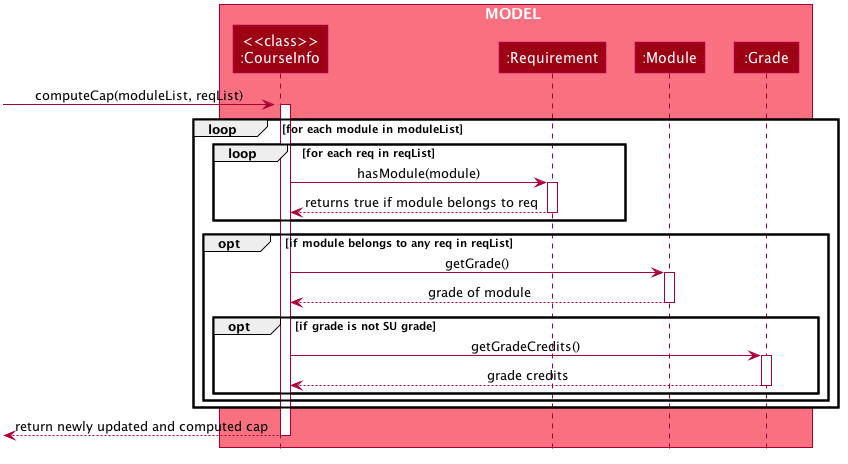 MODEL
<<class>>
:CourseInfo
:Requirement
:Module
:Grade
computeCap(moduleList, reqList)
loop [for each module in moduleList]
loop [for each req in reqList]
hasModule(module)
returns true if module belongs to req
opt [if module belongs to any req in reqList]
getGrade()
grade of module
opt [if grade is not SU grade]
getGradeCredits()
grade credits
return newly updated and computed cap